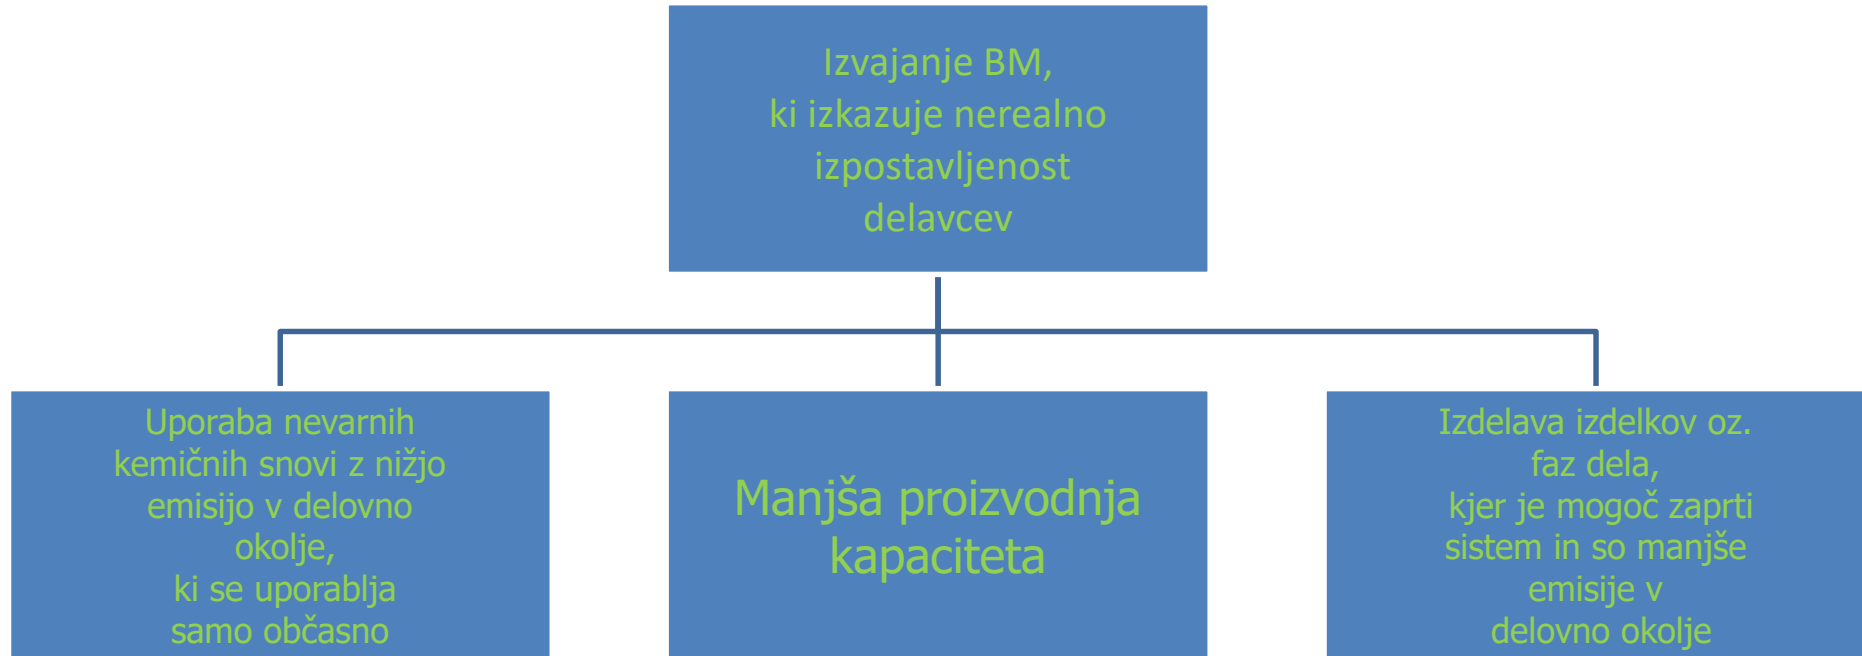 Izvajanje BM,
ki izkazuje nerealno
izpostavljenost
delavcev
Uporaba nevarnih
kemičnih snovi z nižjo
emisijo v delovno
okolje,
ki se uporablja
samo občasno
Manjša proizvodnja
kapaciteta
Izdelava izdelkov oz.
faz dela,
kjer je mogoč zaprti
sistem in so manjše
emisije v
delovno okolje